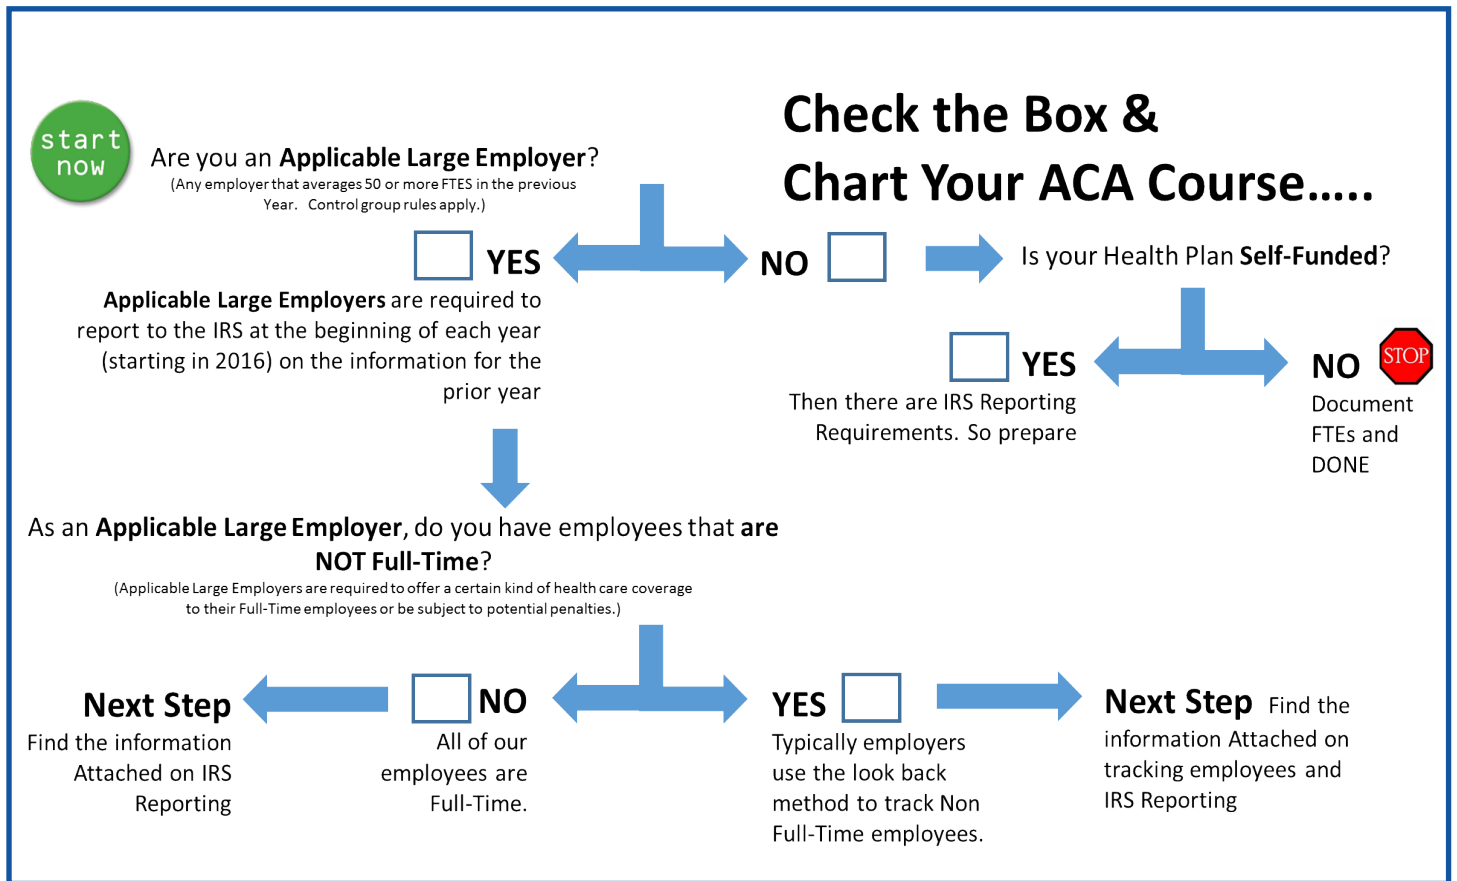 start
now
Check the Box &
Chart Your ACA Course.....
Are you an Applicable Large Employer?
(Any employer that averages 50 or more FTES in the previous
Year. Control group rules apply.)
YES
NO
Is your Health Plan Self-Funded?
Applicable Large Employers are required to
report to the IRS at the beginning of each year
(starting in 2016) on the information for the
prior year
YES
Then there are IRS Reporting
Requirements. So prepare
NO
STOP
Document
FTEs and
DONE
As an Applicable Large Employer, do you have employees that are
NOT Full-Time?
(Applicable Large Employers are required to offer a certain kind of health care coverage
to their Full-Time employees or be subject to potential penalties.)
Next Step
Find the information
Attached on IRS
Reporting
NO
All of our
employees are
Full-Time.
YES
Typically employers
use the look back
method to track Non
Full-Time employees.
Next Step Find the
information Attached on
tracking employees and
IRS Reporting